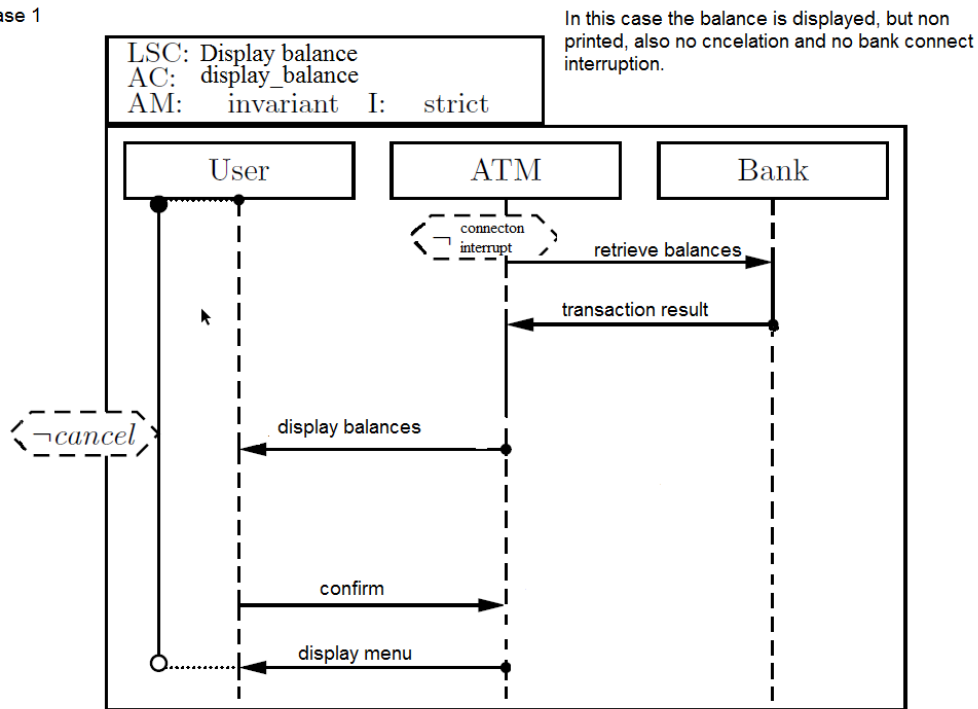 ase 1
In this case the balance is displayed, but non
printed, also no cncelation and no bank connect
interruption.
LSC: Display balance
AC: display_balance
AM: invariant I: strict
User
ATM
Bank
¬ connecton
interrupt
retrieve balances
transaction result
¬cancel
display balances
confirm
display menu